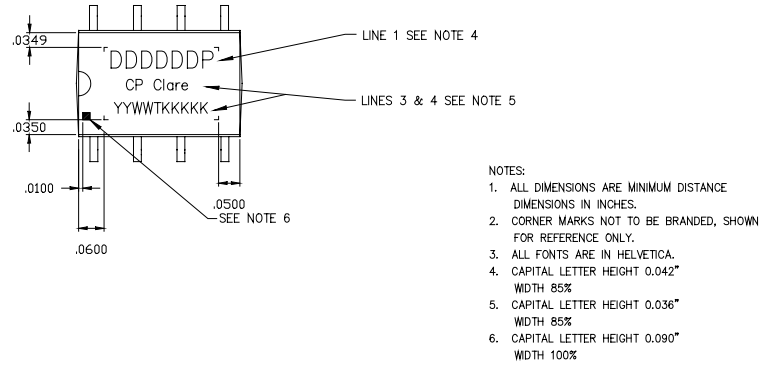 .0349
LINE 1 SEE NOTE 4
DDDDDDP
CP Clare
LINES 3 & 4 SEE NOTE 5
YYWWTKKKKK
.0350
.0100
.0500
SEE NOTE 6
.0600
NOTES:
1. ALL DIMENSIONS ARE MINIMUM DISTANCE
DIMENSIONS IN INCHES.
2. CORNER MARKS NOT TO BE BRANDED, SHOWN
FOR REFERENCE ONLY.
3. ALL FONTS ARE IN HELVETICA.
4. CAPITAL LETTER HEIGHT 0.042"
WIDTH 85%
5. CAPITAL LETTER HEIGHT 0.036"
WIDTH 85%
6. CAPITAL LETTER HEIGHT 0.090"
WIDTH 100%